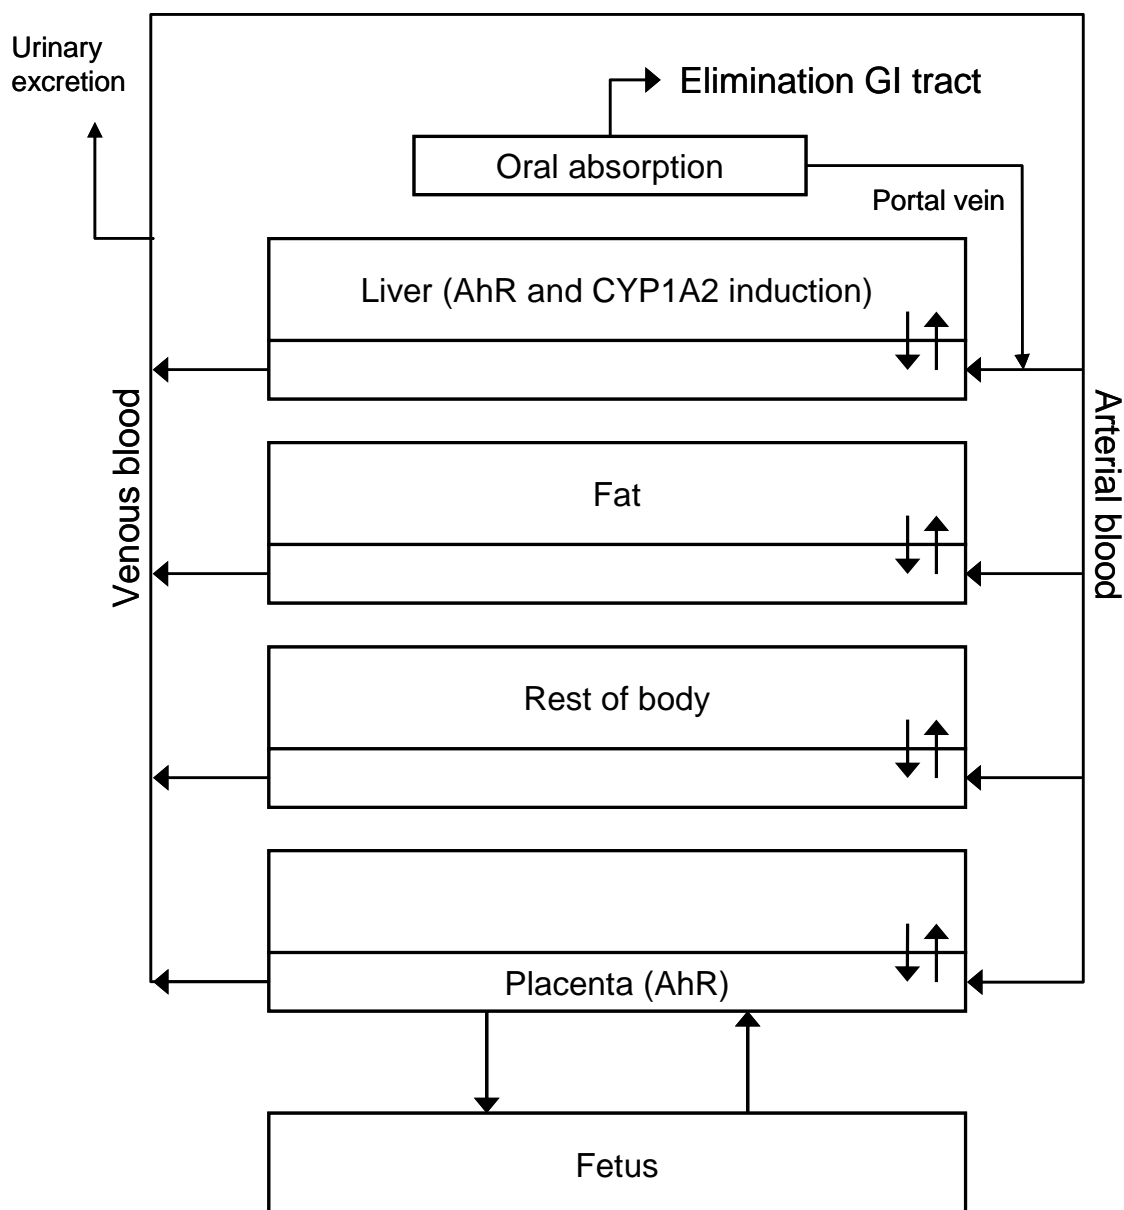 Urinary
excretion
Elimination GI tract
Oral absorption
Portal vein
Liver (AhR and CYP1A2 induction)
Venous blood
Arterial blood
Fat
Rest of body
Placenta (AhR)
Fetus